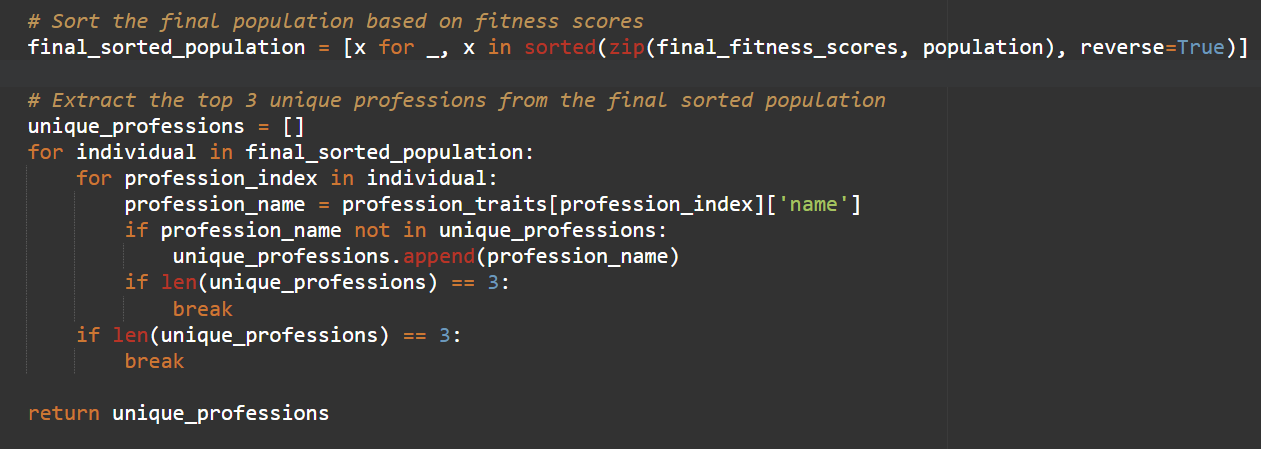 # Sort the final population based on fitness scores
final_sorted_population = [x for _, x in sorted(zip(final_fitness_scores, population), reverse=True)]
# Extract the top 3 unique professions from the final sorted population
unique_professions = []
for individual in final_sorted_population:
    for profession_index in individual:
        profession_name = profession_traits[profession_index]['name']
        if profession_name not in unique_professions:
            unique_professions.append(profession_name)
        if len(unique_professions) == 3:
            break
    if len(unique_professions) == 3:
        break
return unique_professions